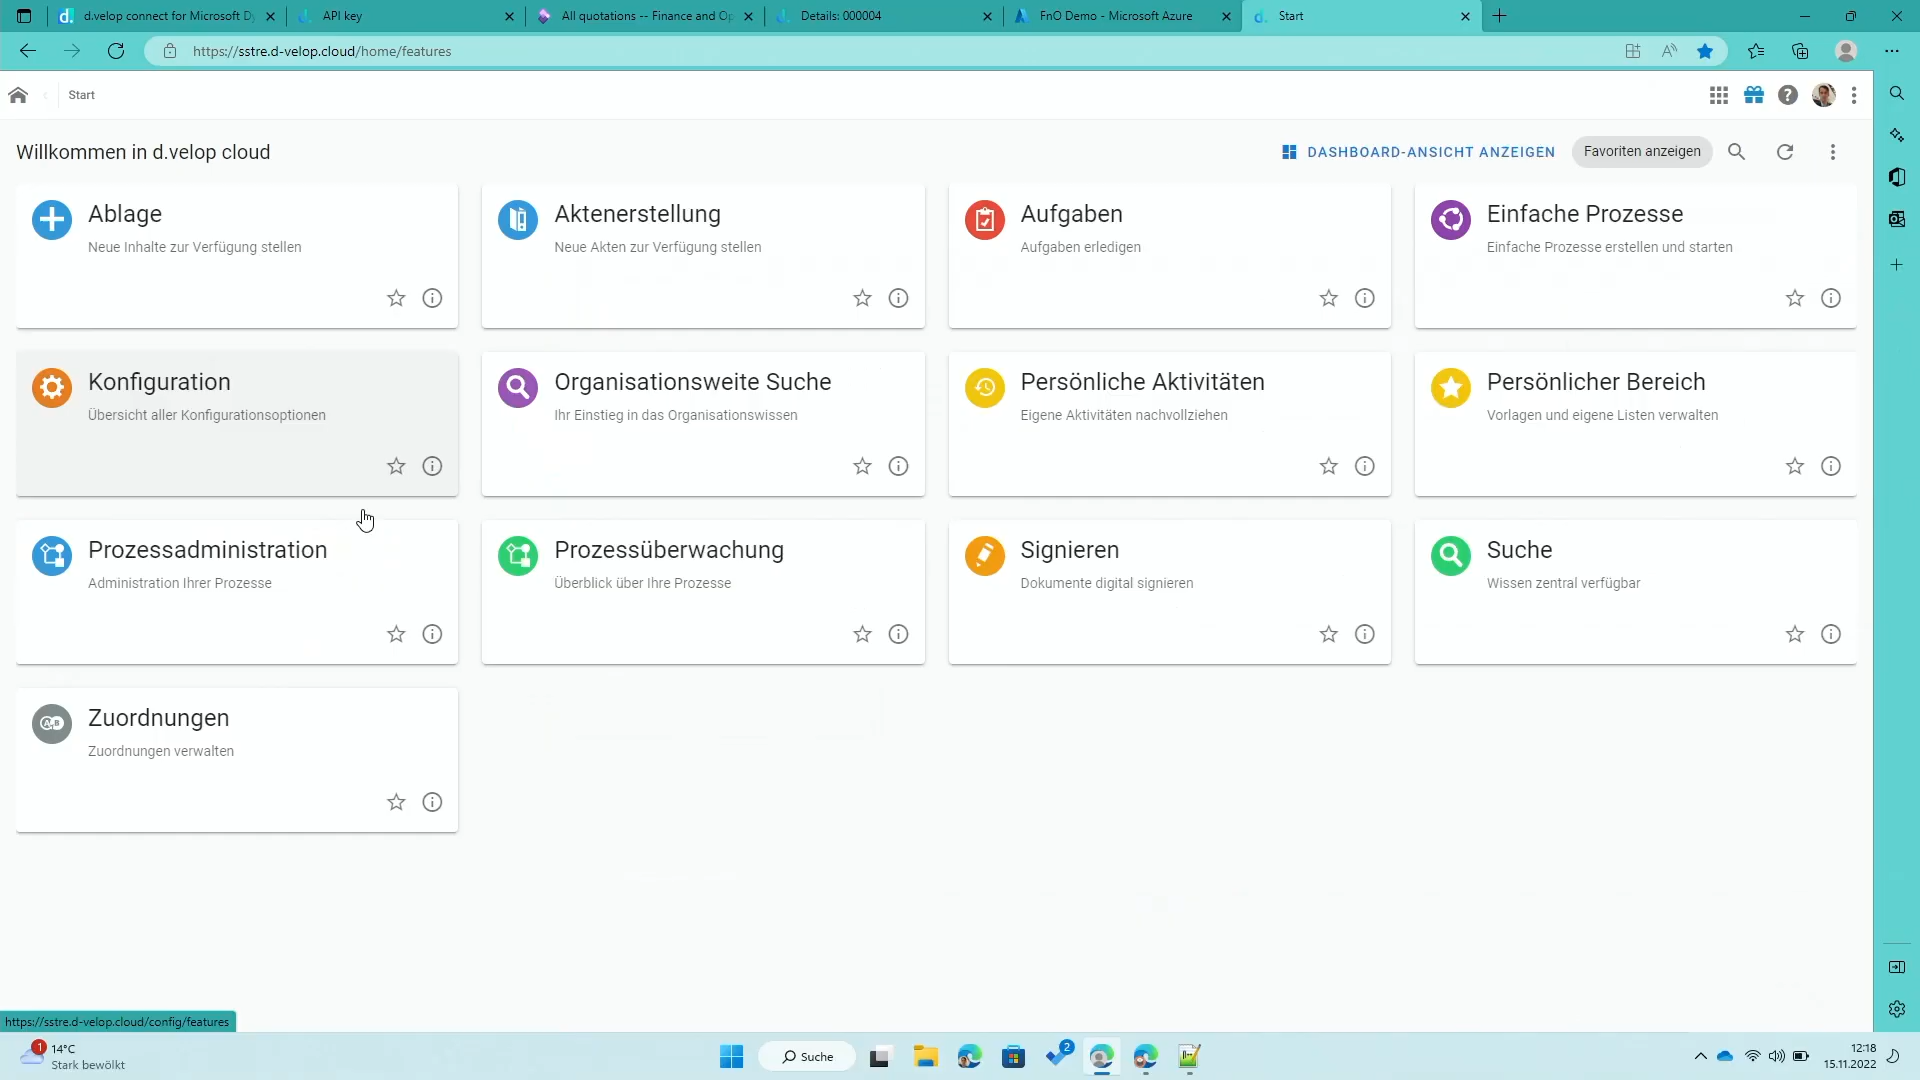 d.velop connect for Microsoft Dy
API key
All quotations -- Finance and Op
Details: 000004
FnO Demo - Microsoft Azure
Start
https://sstre.d-velop.cloud/home/features
Start
Willkommen in d.velop cloud
DASHBOARD-ANSICHT ANZEIGEN
Favoriten anzeigen
Ablage
Neue Inhalte zur Verfügung stellen
Aktenerstellung
Neue Akten zur Verfügung stellen
Aufgaben
Aufgaben erledigen
Einfache Prozesse
Einfache Prozesse erstellen und starten
Konfiguration
Übersicht aller Konfigurationsoptionen
Organisationsweite Suche
Ihr Einstieg in das Organisationswissen
Persönliche Aktivitäten
Eigene Aktivitäten nachvollziehen
Persönlicher Bereich
Vorlagen und eigene Listen verwalten
Prozessadministration
Administration Ihrer Prozesse
Prozessüberwachung
Überblick über Ihre Prozesse
Signieren
Dokumente digital signieren
Suche
Wissen zentral verfügbar
Zuordnungen
Zuordnungen verwalten
https://sstre.d-velop.cloud/config/features
1
14°C
Stark bewölkt
Suche
2
12:18
15.11.2022